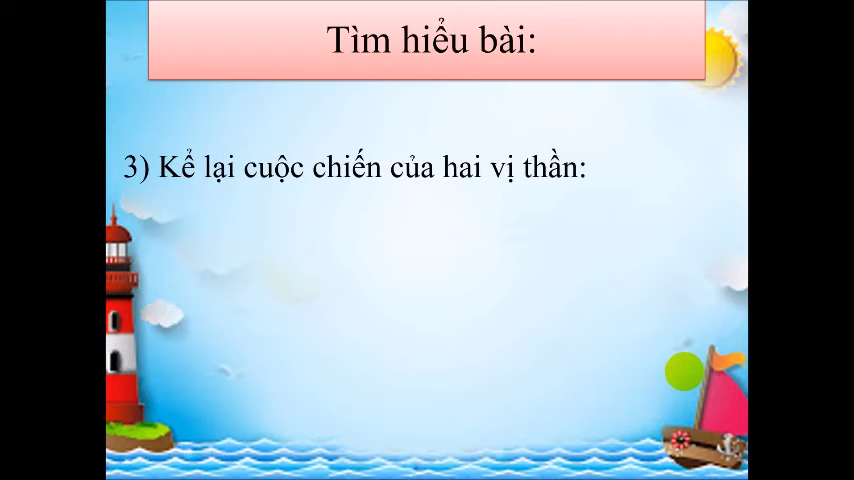 Tìm hiểu bài:
3) Kể lại cuộc chiến của hai vị thần: